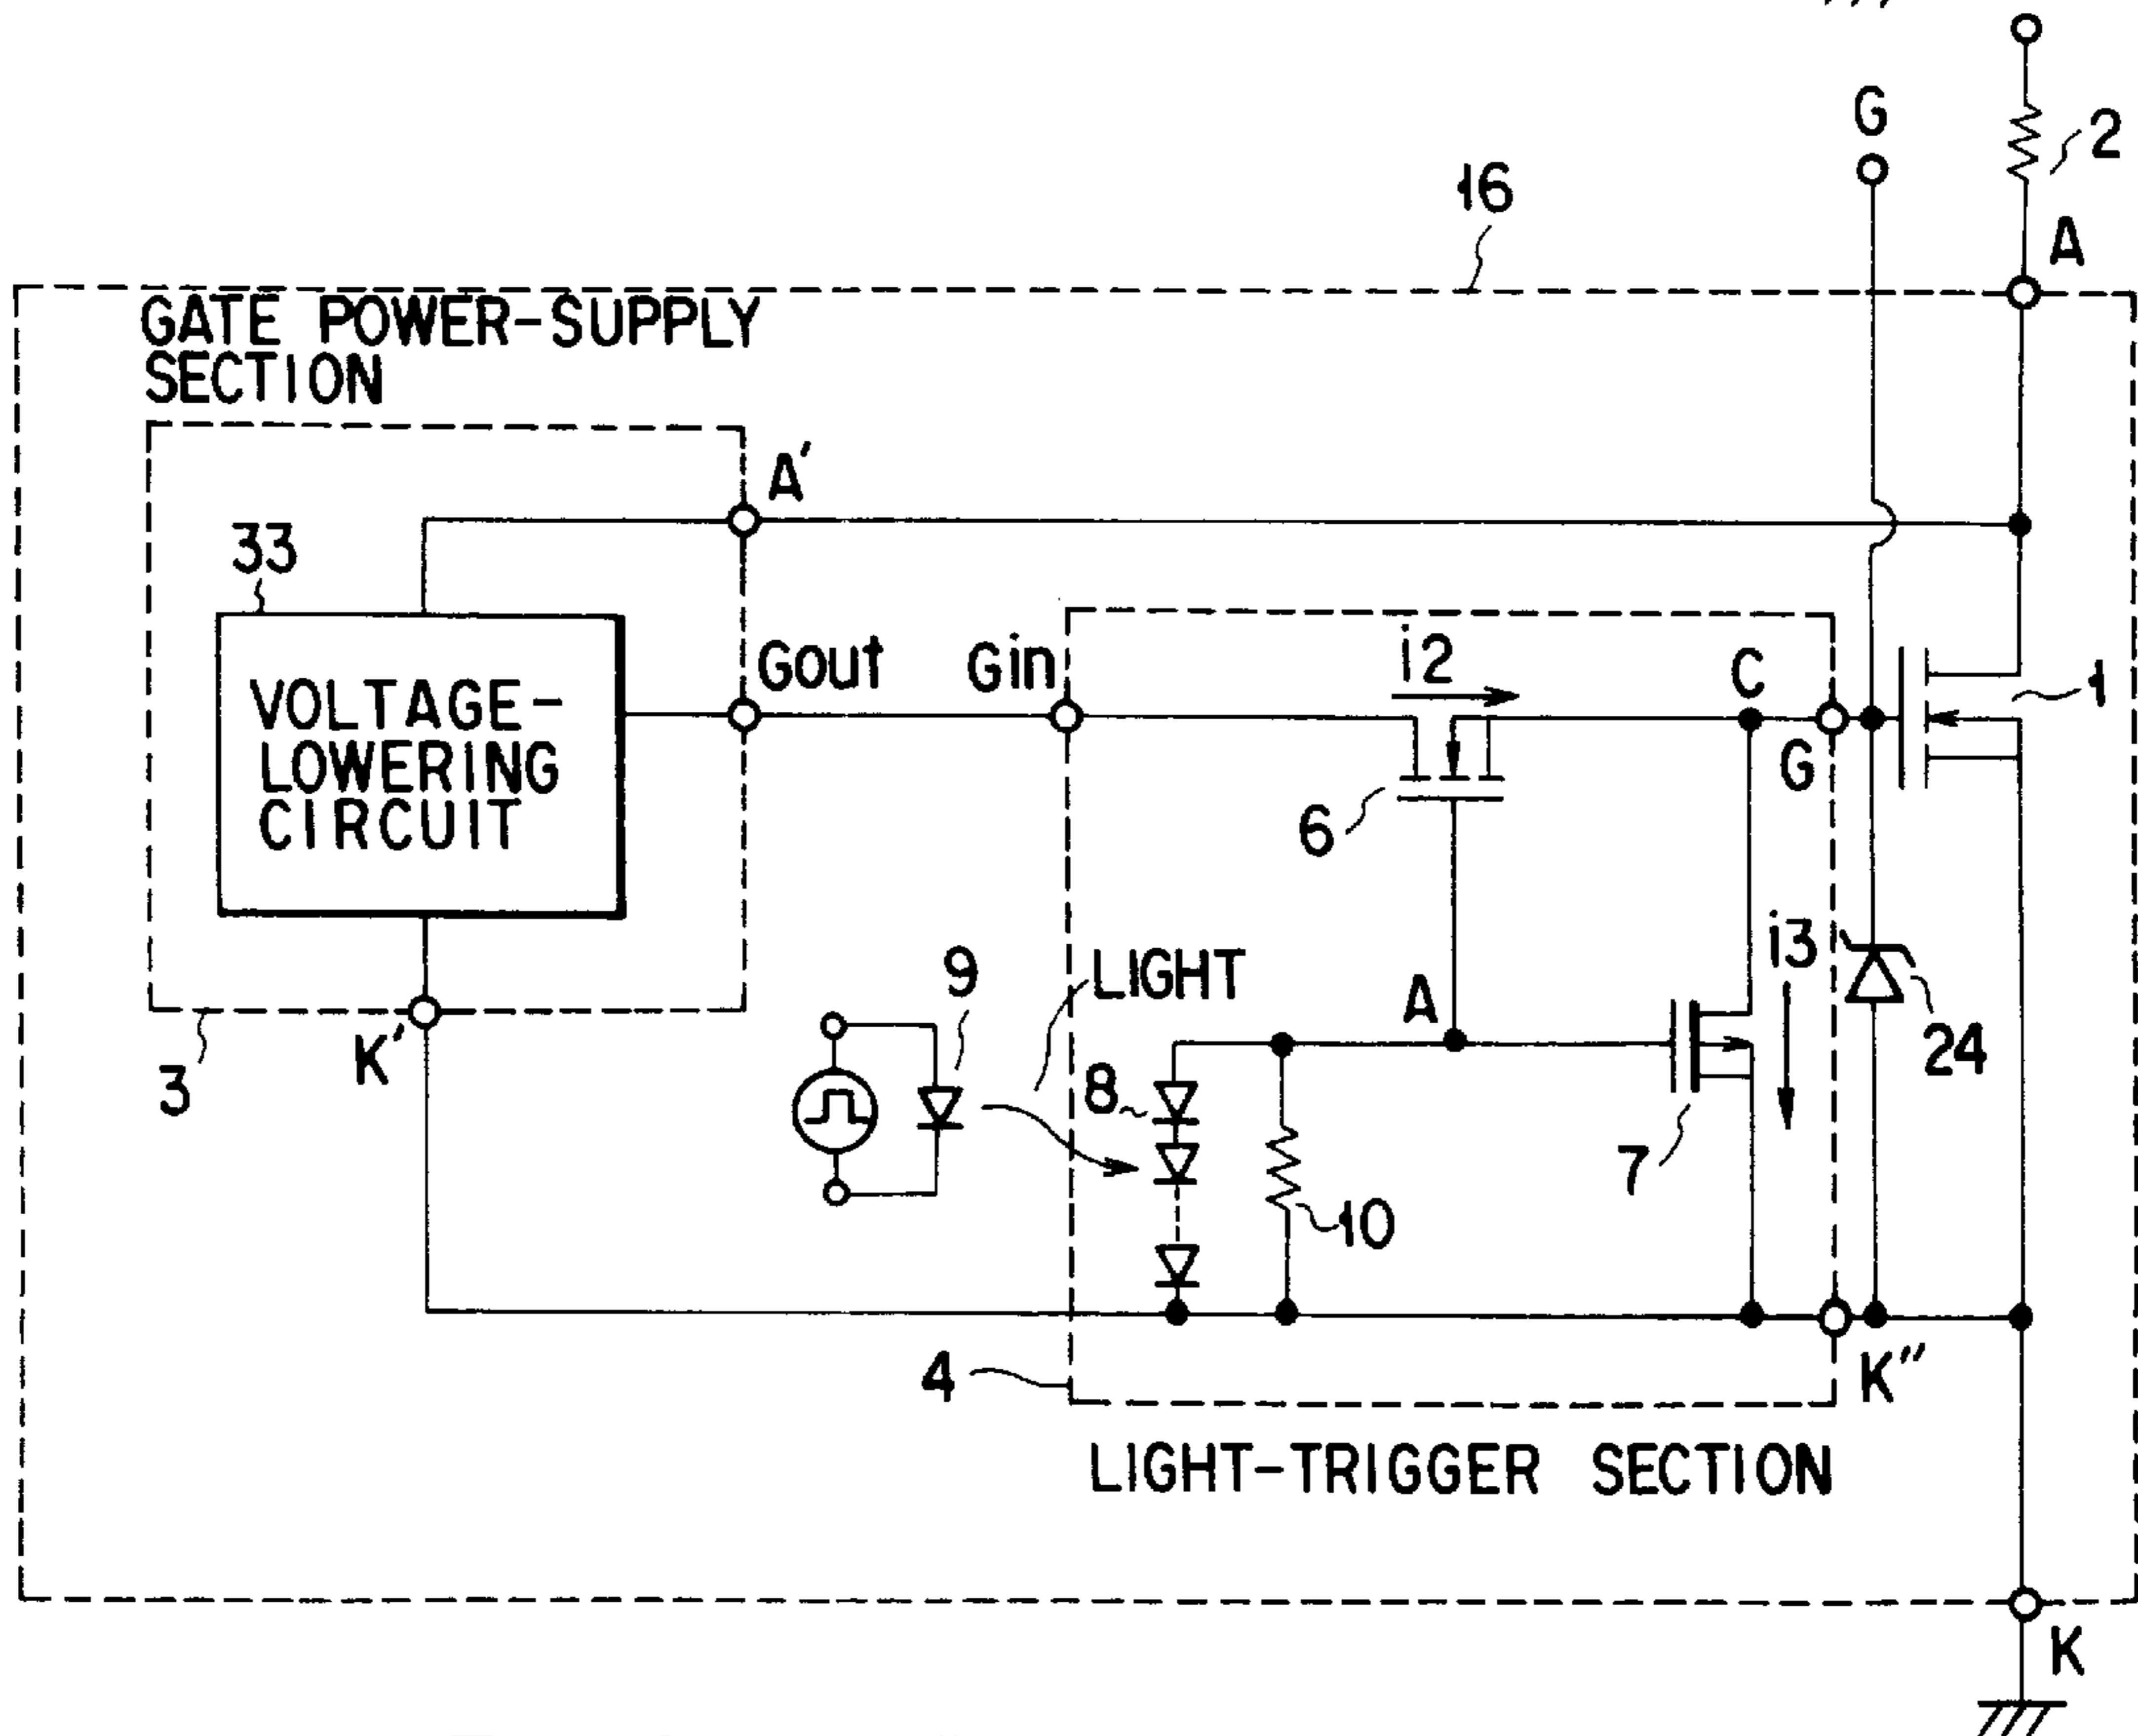 G
2
16
A
GATE POWER-SUPPLY
SECTION
A'
33
Gout
Gin
i2
C
1
VOLTAGE-
LOWERING
CIRCUIT
G
6
i3
9
LIGHT
A
24
K'
3
8
7
10
4
K"
LIGHT-TRIGGER SECTION
K